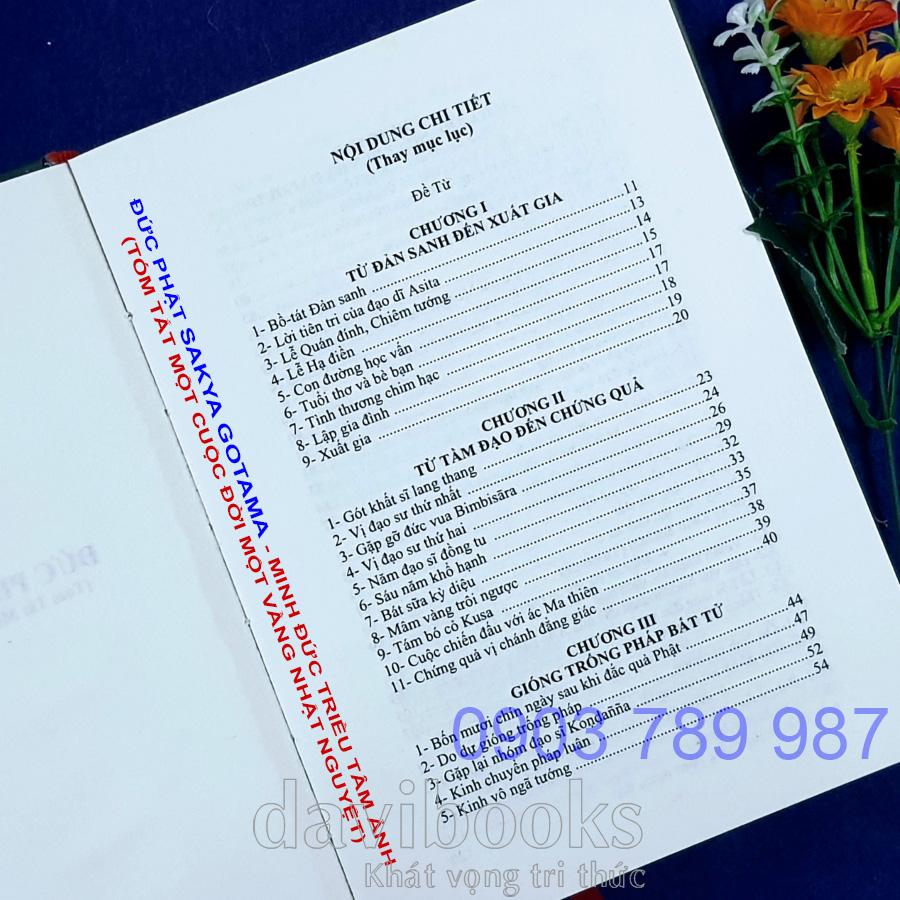 NỘI DUNG CHI TIẾT
(Thay mục lục)
Đề Từ
CHƯƠNG I
TỪ ĐẢN SANH ĐẾN XUẤT GIA
1- Bồ-tát Đản sanh ........ 11
2- Lời tiên tri của đạo dĩ Asita ........ 13
3- Lễ Quán đính, Chiêm tướng ........ 14
4- Lễ Hạ điền ........ 15
5- Con đường học vấn ........ 17
6- Tuổi thơ và bè bạn ........ 17
7- Tình thương chim hạc ........ 18
8- Lập gia đình ........ 19
9- Xuất gia ........ 20
CHƯƠNG II
TỪ TẦM ĐẠO ĐẾN CHỨNG QUẢ
1- Gót khất sĩ lang thang ........ 23
2- Vị đạo sư thứ nhất ........ 24
3- Gặp gỡ đức vua Bimbisāra ........ 26
4- Vị đạo sư thứ hai ........ 29
5- Năm đạo sĩ đồng tu ........ 32
6- Sáu năm khổ hạnh ........ 33
7- Bát sữa kỳ diệu ........ 35
8- Mâm vàng trôi ngược ........ 37
9- Tám bó cỏ Kusa ........ 38
10- Cuộc chiến đấu với ác Ma thiên ........ 39
11- Chứng quả vị chánh đẳng giác ........ 40
CHƯƠNG III
GIÓNG TRỐNG PHÁP BẤT TỬ
1- Bốn mươi chín ngày sau khi đắc quả Phật ........ 44
2- Do dự gióng trống pháp ........ 47
3- Gặp lại nhóm đạo sĩ Koṇḍañña ........ 49
4- Kinh chuyển pháp luân ........ 52
5- Kinh vô ngã tướng ........ 54
ĐỨC PHẬT SAKYA GOTAMA - MINH ĐỨC TRIỀU TÂM ẢNH
(TÓM TẮT MỘT CUỘC ĐỜI MỘT VẦNG NHẬT NGUYỆT)
0903 789 987
davibooks
Khát vọng tri thức